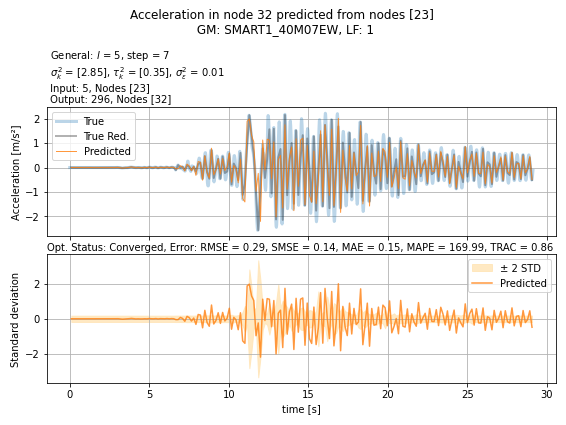 Acceleration in node 32 predicted from nodes [23]
GM: SMART1_40M07EW, LF: 1
General: l = 5, step = 7
σ²ₖ = [2.85], τ²ₖ = [0.35], σ²ε = 0.01
Input: 5, Nodes [23]
Output: 296, Nodes [32]
True
True Red.
Predicted
Acceleration [m/s²]
2
1
0
−1
−2
Opt. Status: Converged, Error: RMSE = 0.29, SMSE = 0.14, MAE = 0.15, MAPE = 169.99, TRAC = 0.86
± 2 STD
Predicted
Standard deviation
2
0
−2
0 5 10 15 20 25 30
time [s]